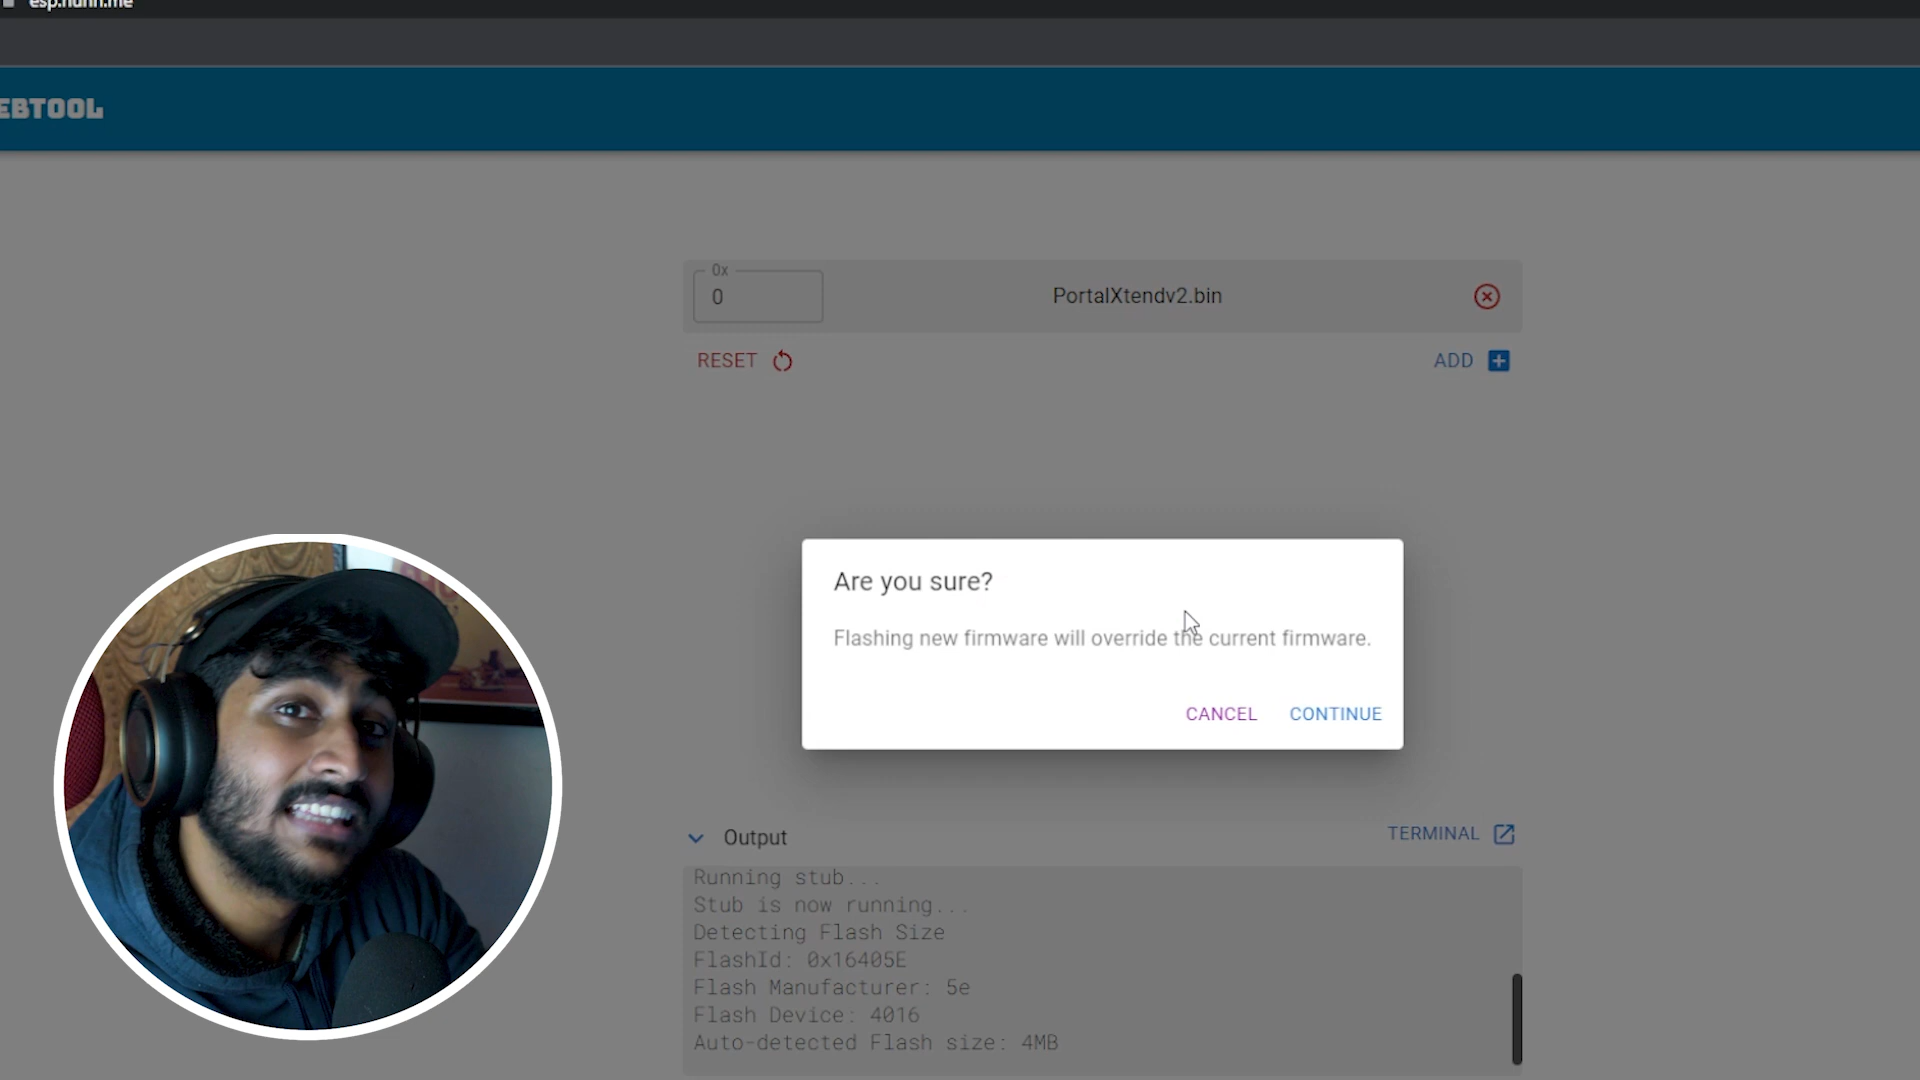 esp.huhn.me
EBTOOL
0x
0
PortalXtendv2.bin
RESET
ADD
Are you sure?
Flashing new firmware will override the current firmware.
CANCEL
CONTINUE
Output
TERMINAL
Running stub...
Stub is now running...
Detecting Flash Size
FlashId: 0x16405E
Flash Manufacturer: 5e
Flash Device: 4016
Auto-detected Flash size: 4MB